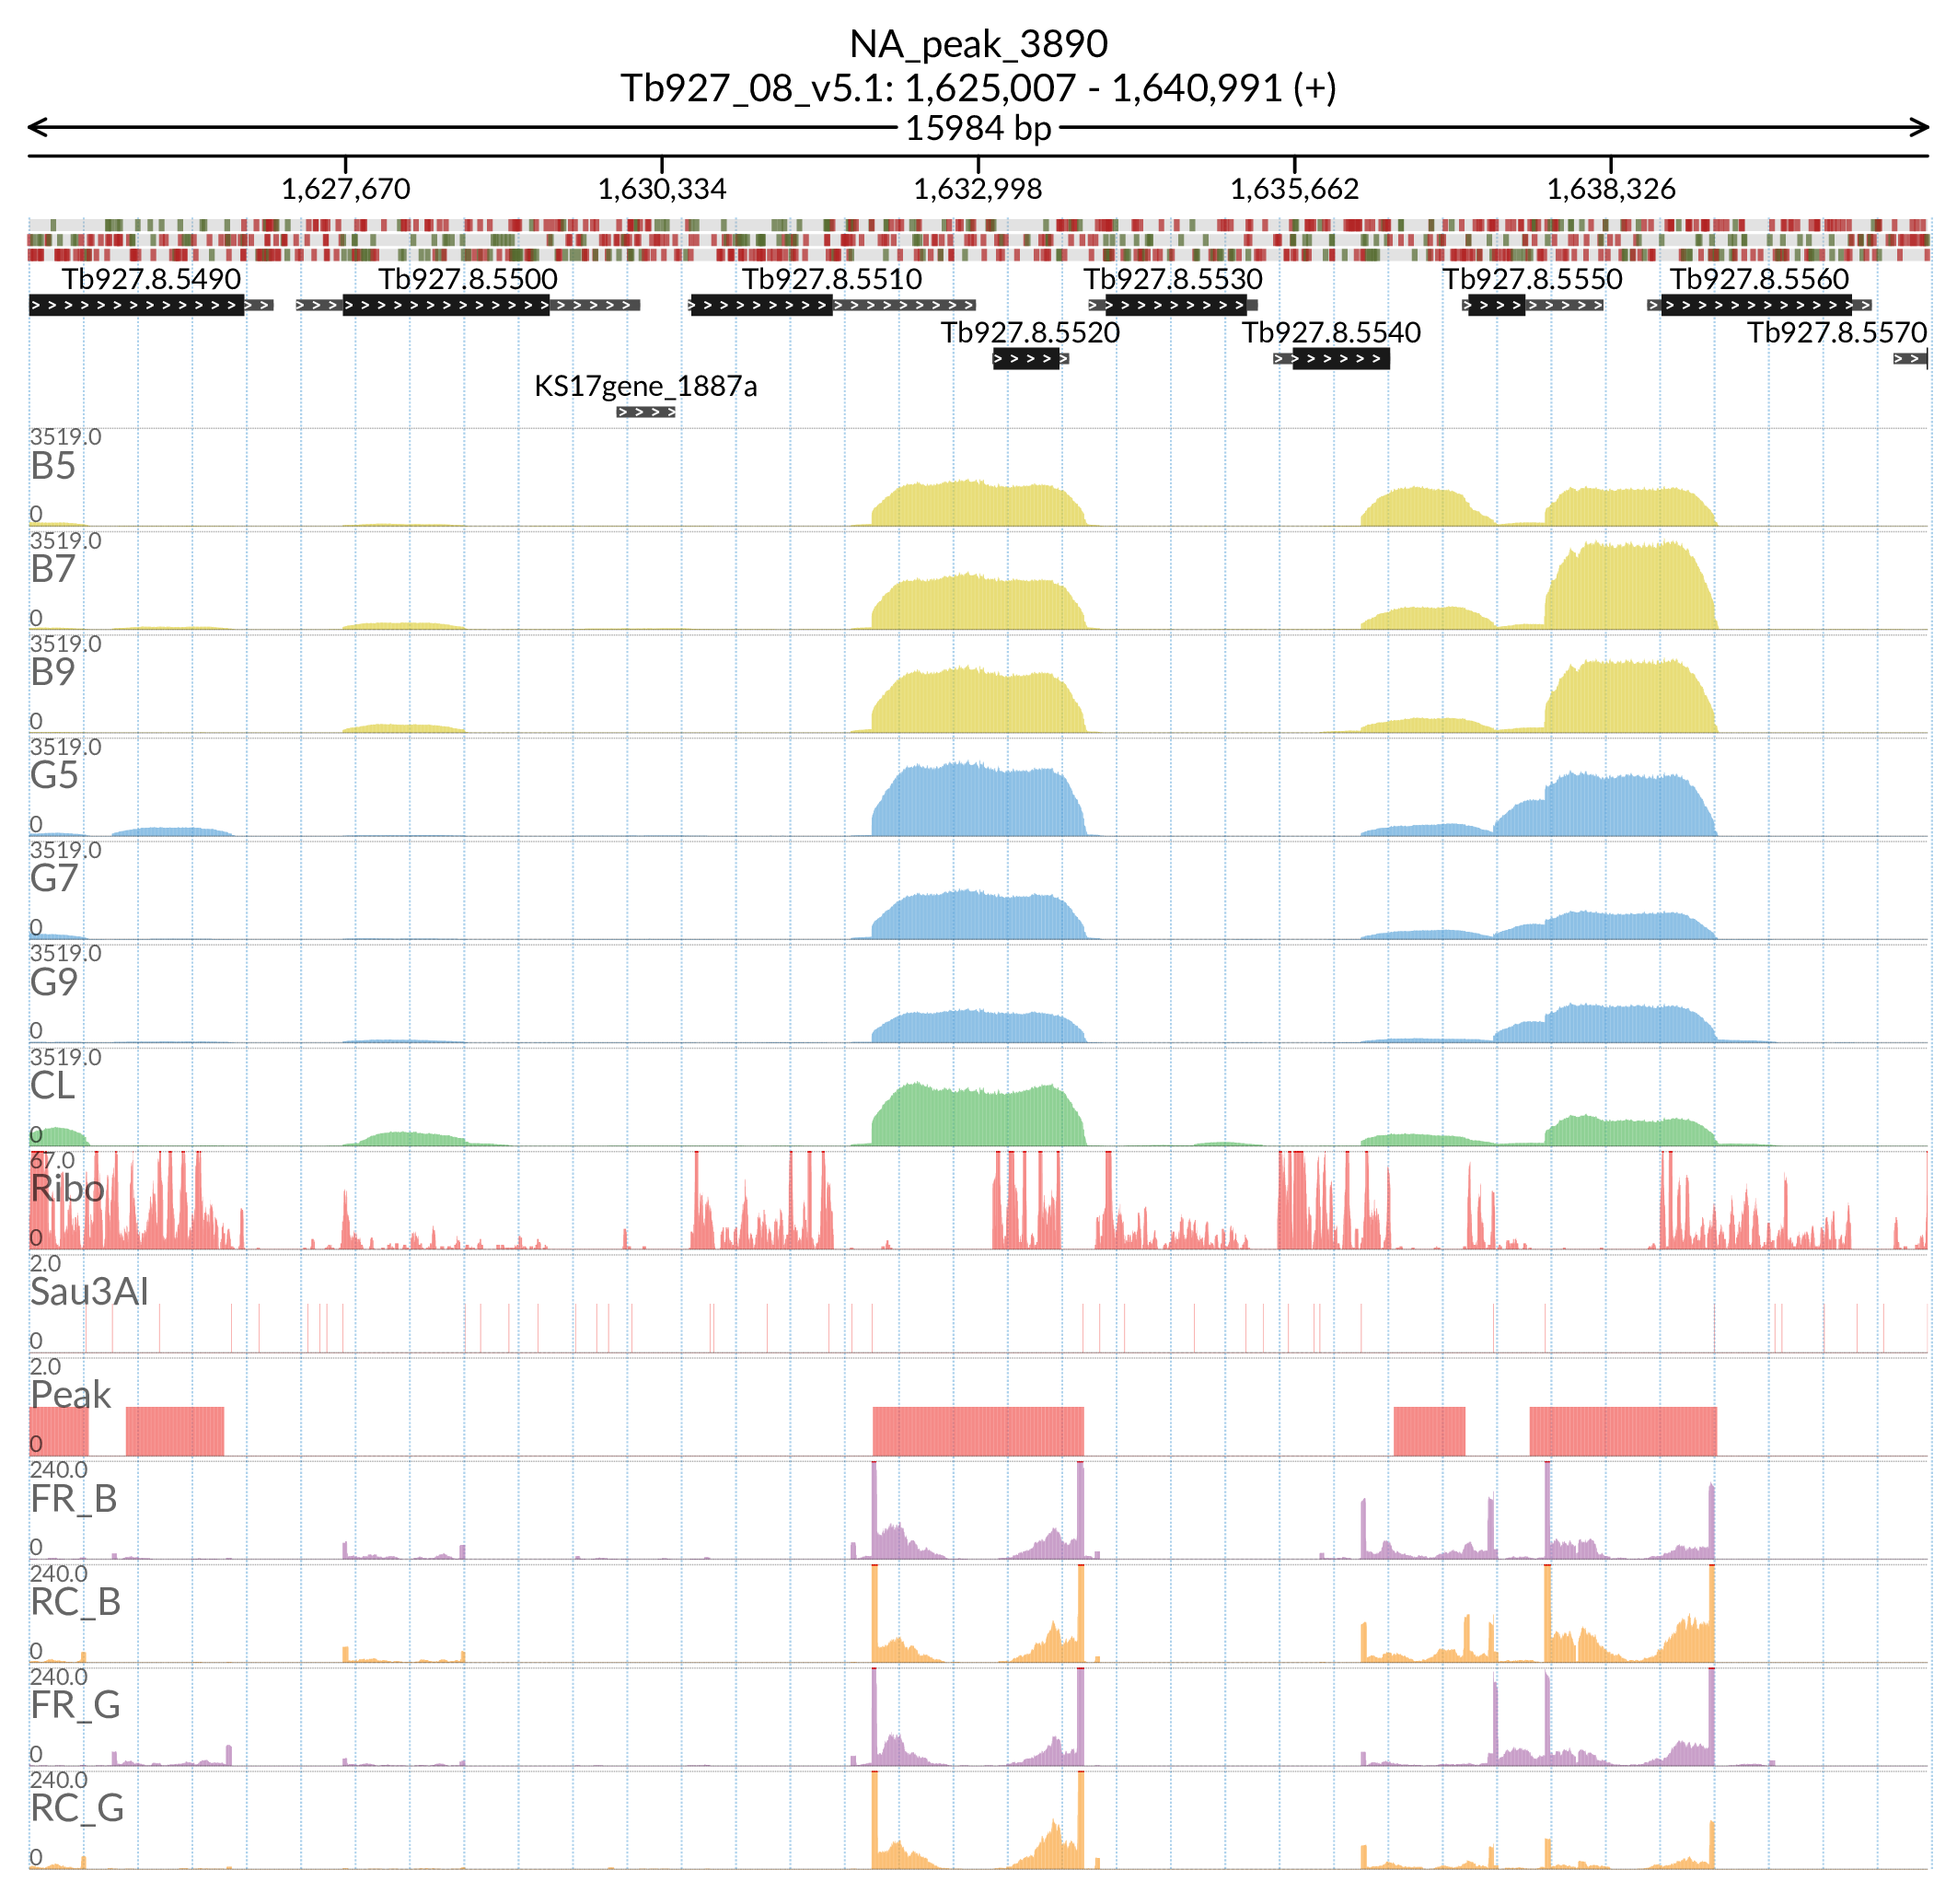 NA_peak_3890
Tb927_08_v5.1: 1,625,007 - 1,640,991 (+)
15984 bp
1,627,670 1,630,334 1,632,998 1,635,662 1,638,326
Tb927.8.5490 Tb927.8.5500 Tb927.8.5510 Tb927.8.5530 Tb927.8.5550 Tb927.8.5560
Tb927.8.5520 Tb927.8.5540 Tb927.8.5570
KS17gene_1887a
3519.0
B5
0
3519.0
B7
0
3519.0
B9
0
3519.0
G5
0
3519.0
G7
0
3519.0
G9
0
3519.0
CL
0
67.0
Ribo
0
2.0
Sau3AI
0
2.0
Peak
0
240.0
FR_B
0
240.0
RC_B
0
240.0
FR_G
0
240.0
RC_G
0